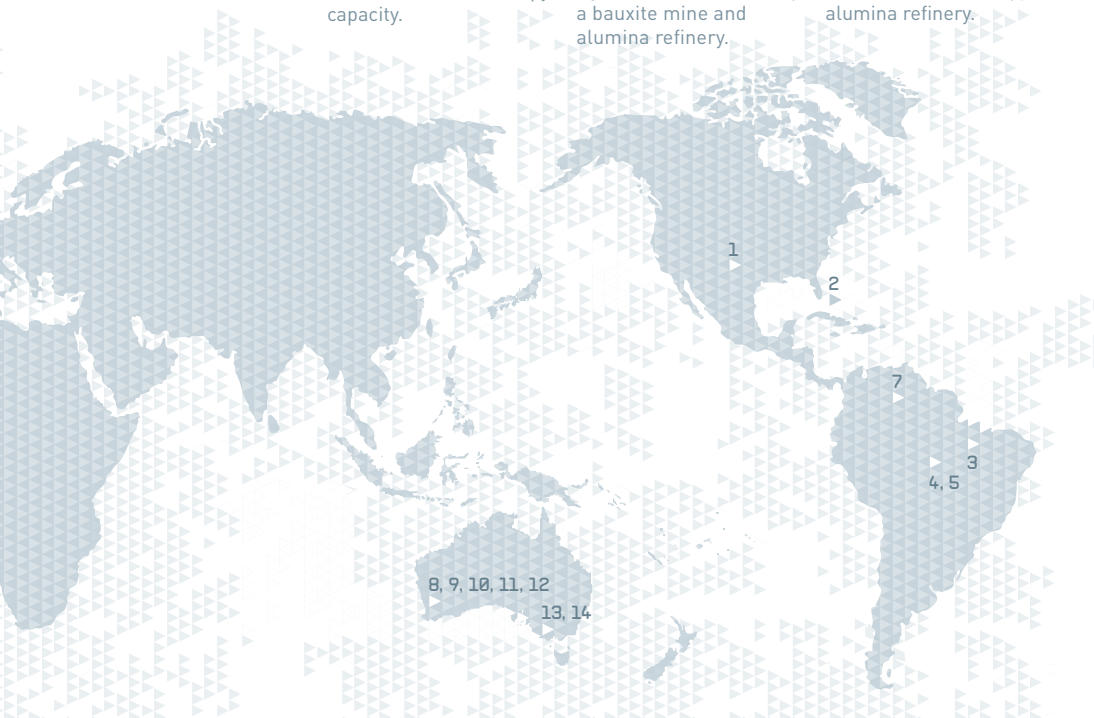 capacity.
a bauxite mine and
alumina refinery.
alumina refinery.
1
2
7
3
4, 5
8, 9, 10, 11, 12
13, 14